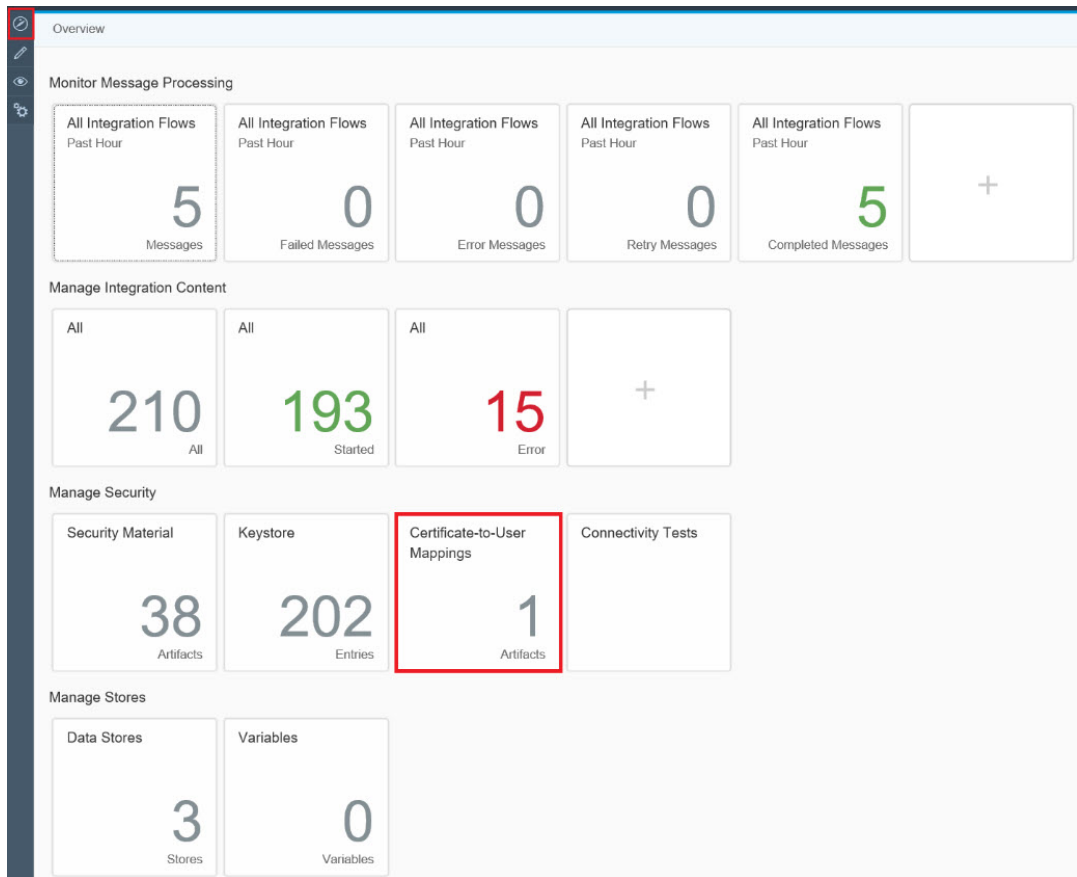 Overview
Monitor Message Processing
All Integration Flows
Past Hour
5
Messages
All Integration Flows
Past Hour
0
Failed Messages
All Integration Flows
Past Hour
0
Error Messages
All Integration Flows
Past Hour
0
Retry Messages
All Integration Flows
Past Hour
5
Completed Messages
+
Manage Integration Content
All
210
All
All
193
Started
All
15
Error
+
Manage Security
Security Material
38
Artifacts
Keystore
202
Entries
Certificate-to-User
Mappings
1
Artifacts
Connectivity Tests
Manage Stores
Data Stores
3
Stores
Variables
0
Variables